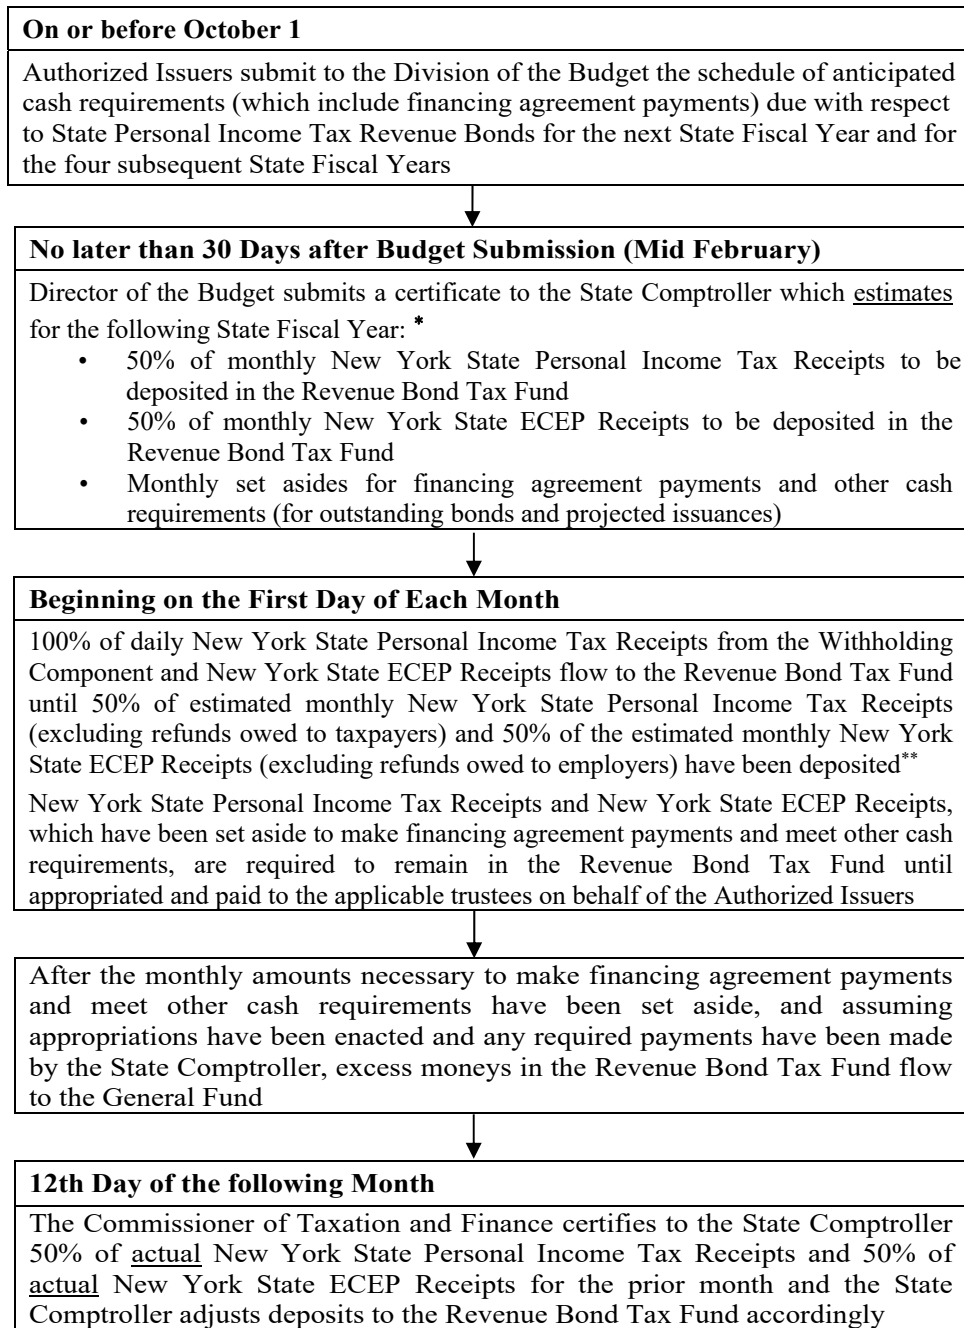 On or before October 1
Authorized Issuers submit to the Division of the Budget the schedule of anticipated
cash requirements (which include financing agreement payments) due with respect
to State Personal Income Tax Revenue Bonds for the next State Fiscal Year and for
the four subsequent State Fiscal Years
No later than 30 Days after Budget Submission (Mid February)
Director of the Budget submits a certificate to the State Comptroller which estimates
for the following State Fiscal Year: *
• 50% of monthly New York State Personal Income Tax Receipts to be
deposited in the Revenue Bond Tax Fund
• 50% of monthly New York State ECEP Receipts to be deposited in the
Revenue Bond Tax Fund
• Monthly set asides for financing agreement payments and other cash
requirements (for outstanding bonds and projected issuances)
Beginning on the First Day of Each Month
100% of daily New York State Personal Income Tax Receipts from the Withholding
Component and New York State ECEP Receipts flow to the Revenue Bond Tax Fund
until 50% of estimated monthly New York State Personal Income Tax Receipts
(excluding refunds owed to taxpayers) and 50% of the estimated monthly New York
State ECEP Receipts (excluding refunds owed to employers) have been deposited**
New York State Personal Income Tax Receipts and New York State ECEP Receipts,
which have been set aside to make financing agreement payments and meet other cash
requirements, are required to remain in the Revenue Bond Tax Fund until
appropriated and paid to the applicable trustees on behalf of the Authorized Issuers
After the monthly amounts necessary to make financing agreement payments
and meet other cash requirements have been set aside, and assuming
appropriations have been enacted and any required payments have been made
by the State Comptroller, excess moneys in the Revenue Bond Tax Fund flow
to the General Fund
12th Day of the following Month
The Commissioner of Taxation and Finance certifies to the State Comptroller
50% of actual New York State Personal Income Tax Receipts and 50% of
actual New York State ECEP Receipts for the prior month and the State
Comptroller adjusts deposits to the Revenue Bond Tax Fund accordingly